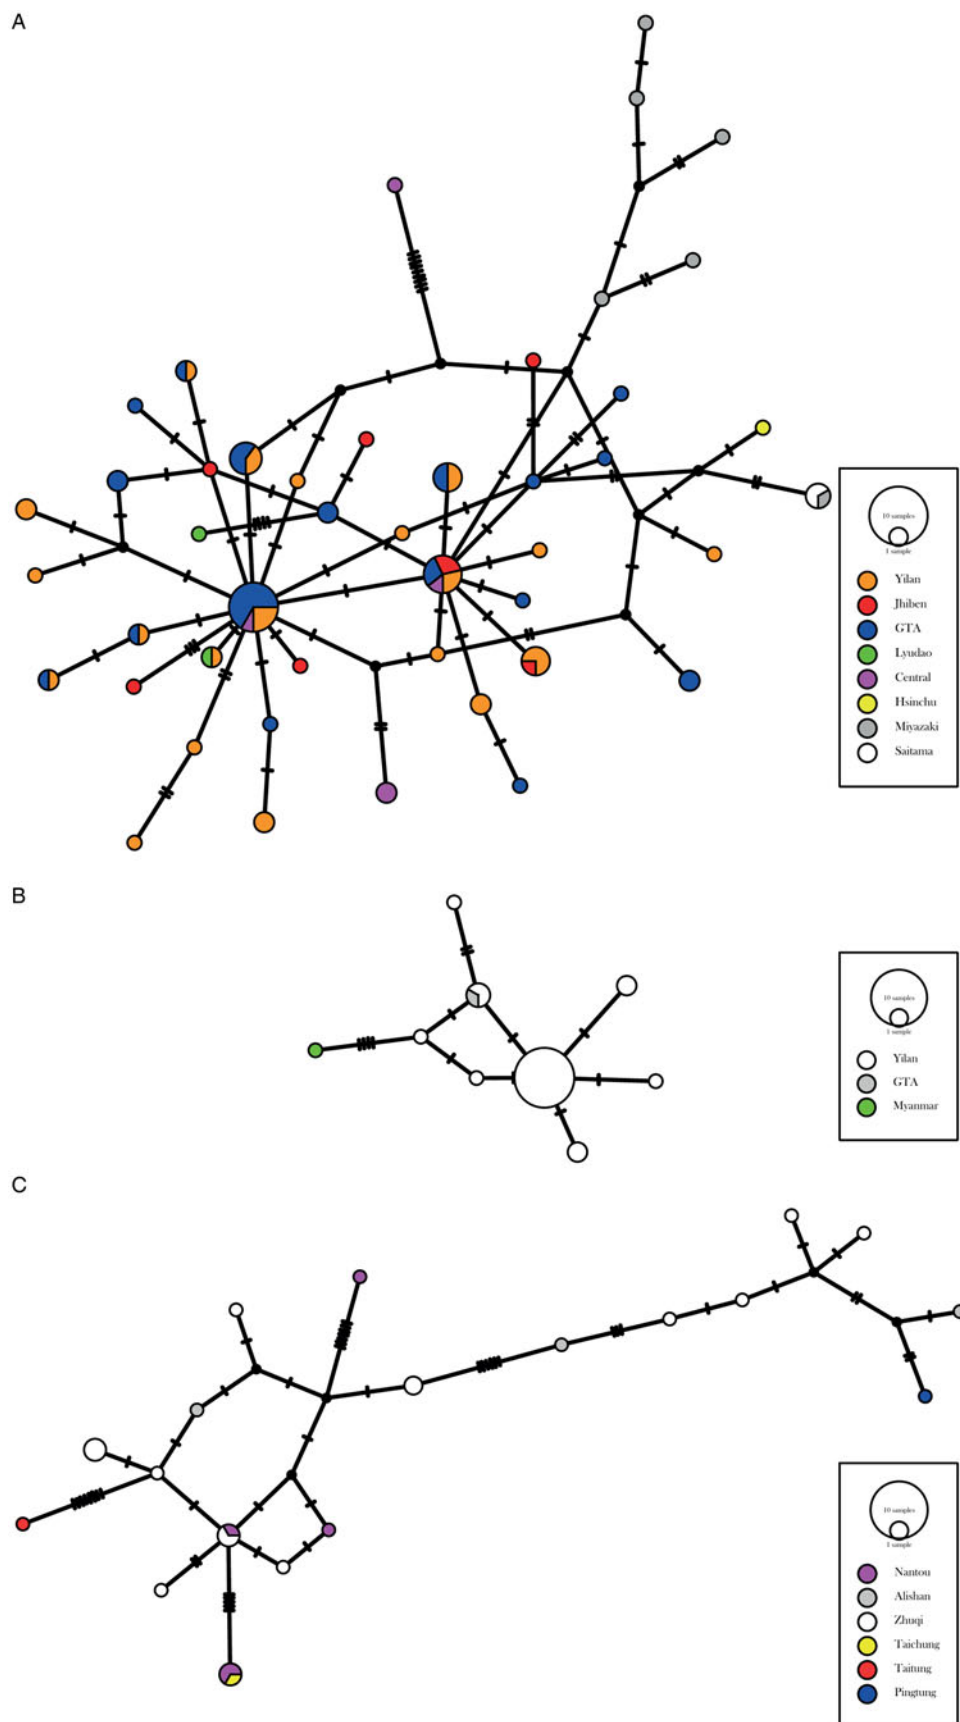 A
10 samples
1 sample
Yilan
Jhiben
GTA
Lyudao
Central
Hsinchu
Miyazaki
Saitama
B
10 samples
1 sample
Yilan
GTA
Myanmar
C
10 samples
1 sample
Nantou
Alishan
Zhuqi
Taichung
Taitung
Pingtung